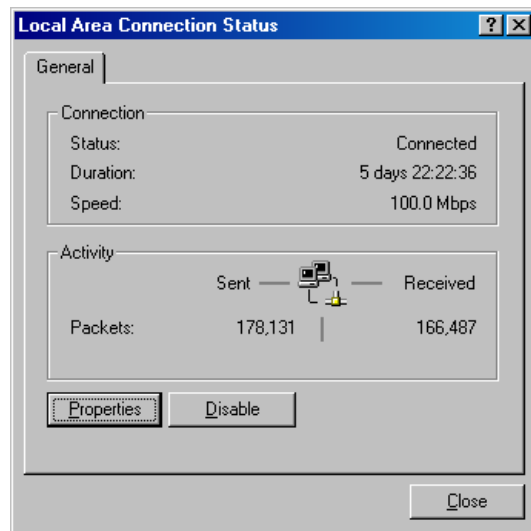 Local Area Connection Status
General
Connection
Status: Connected
Duration: 5 days 22:22:36
Speed: 100.0 Mbps
Activity
Sent Received
Packets: 178,131 166,487
Properties Disable
Close